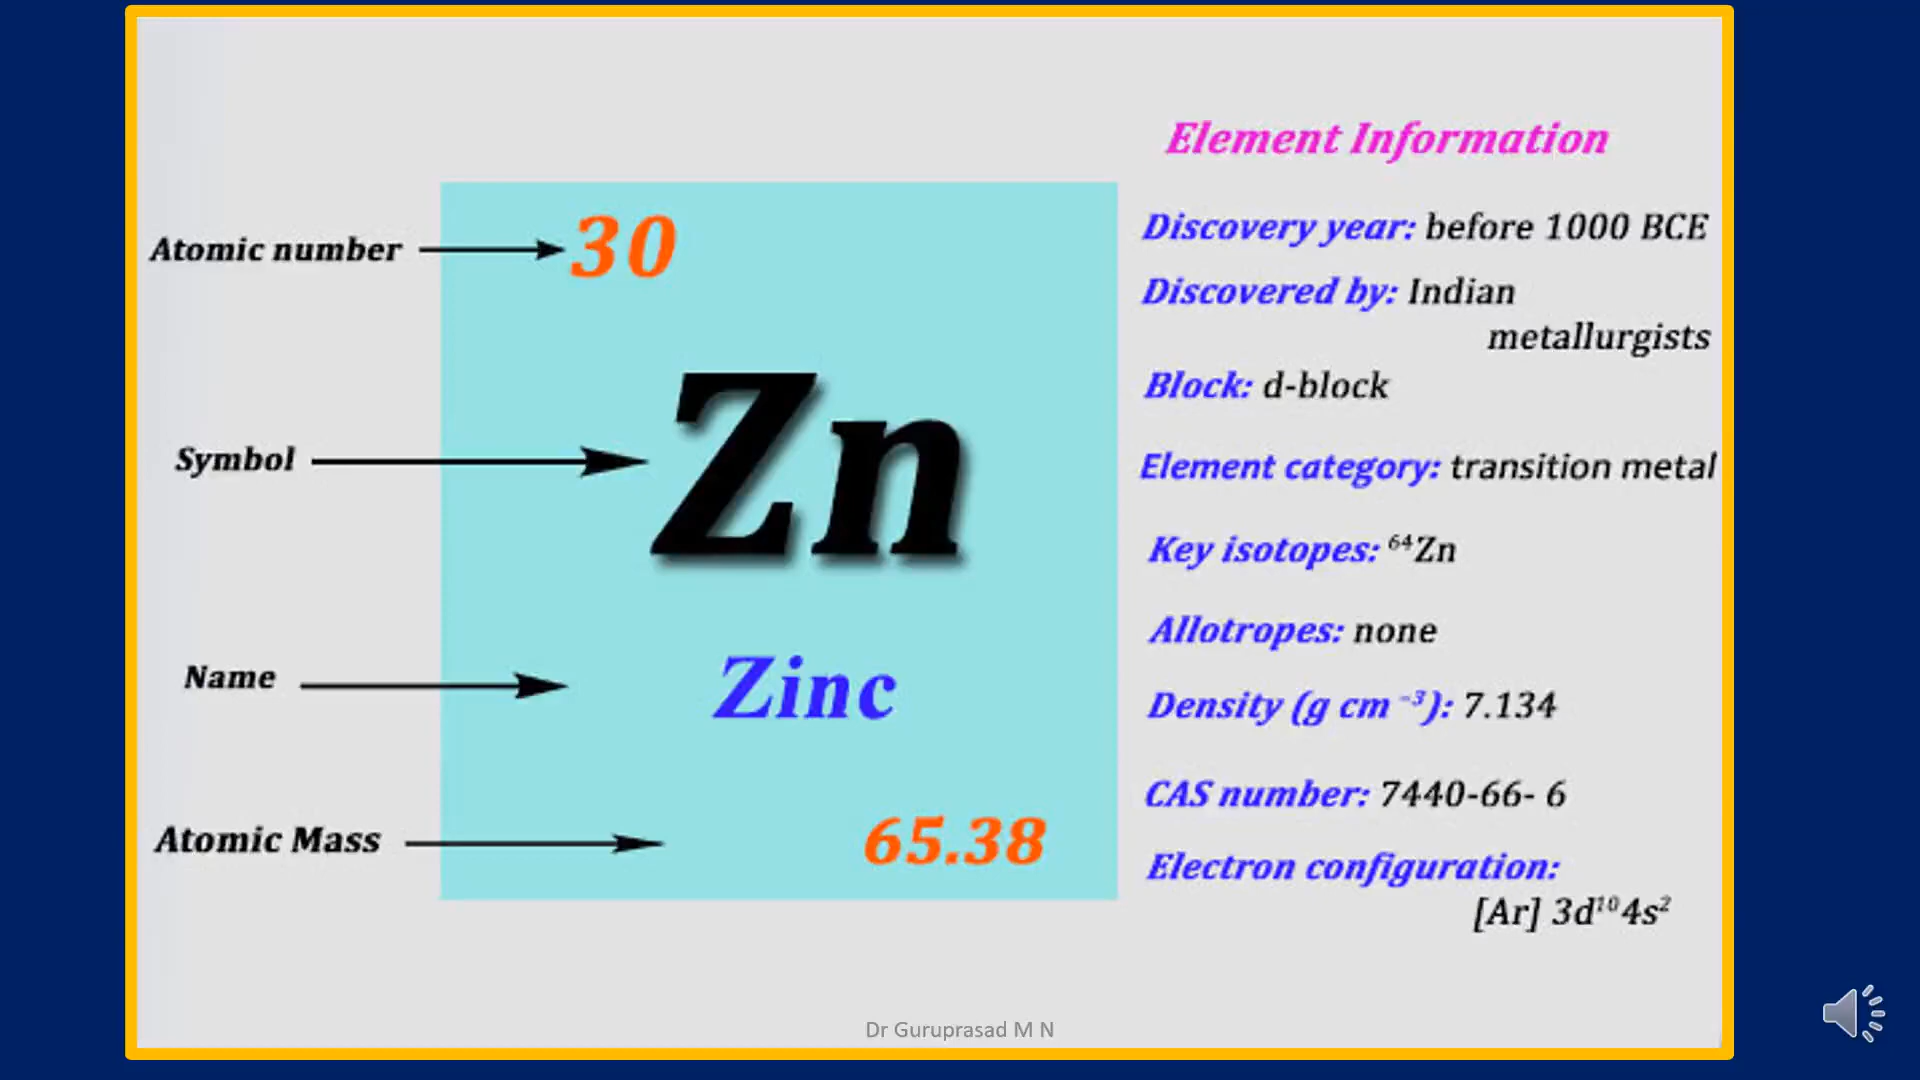 Element Information
Atomic number
30
Symbol
Zn
Name
Zinc
Atomic Mass
65.38
Discovery year: before 1000 BCE
Discovered by: Indian
metallurgists
Block: d-block
Element category: transition metal
Key isotopes: ⁶⁴Zn
Allotropes: none
Density (g cm ⁻³): 7.134
CAS number: 7440-66- 6
Electron configuration:
[Ar] 3d¹⁰4s²
Dr Guruprasad M N